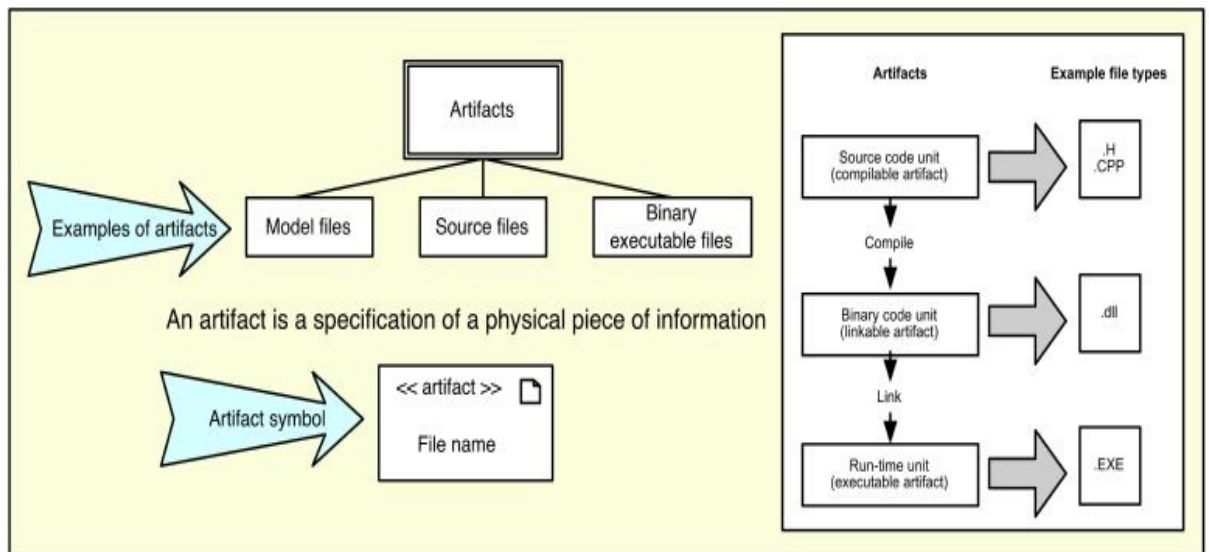 Artifacts
Examples of artifacts
Model files
Source files
Binary
executable files
An artifact is a specification of a physical piece of information
Artifact symbol
<< artifact >>
File name
Artifacts
Example file types
Source code unit
(compilable artifact)
.H
.CPP
Compile
Binary code unit
(linkable artifact)
.dll
Link
Run-time unit
(executable artifact)
.EXE